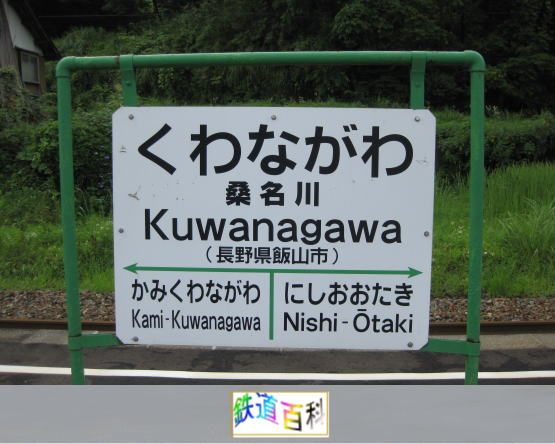 くわながわ
桑名川
Kuwanagawa
(長野県飯山市)
かみくわながわ にしおおたき
Kami-Kuwanagawa Nishi-Ōtaki
鉄道百科